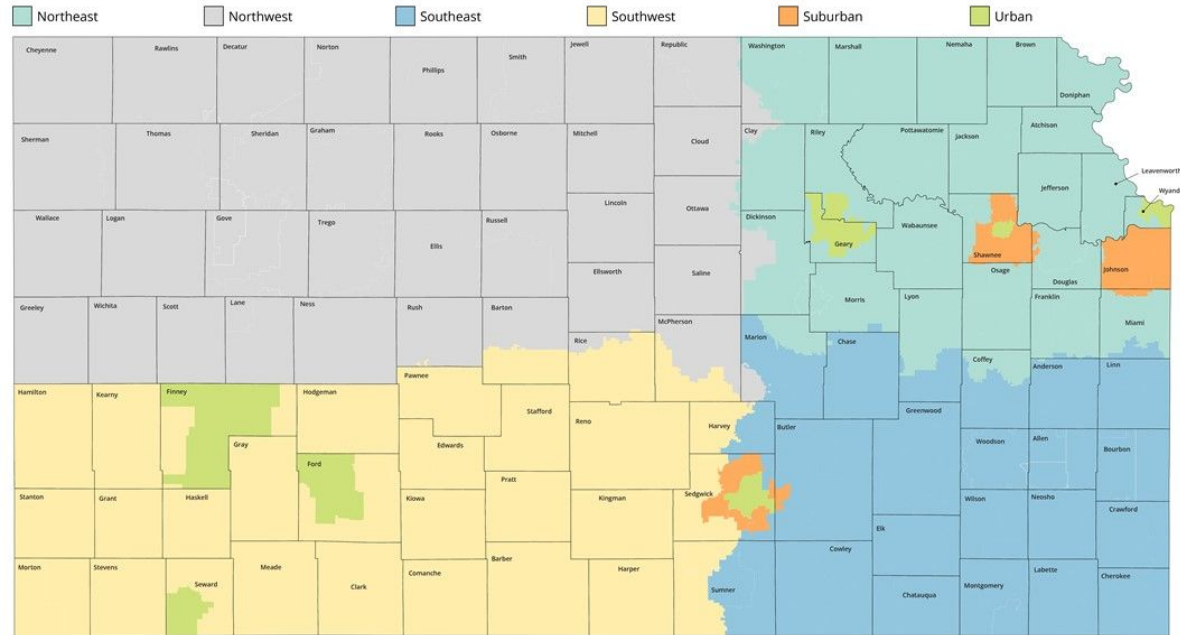 Northeast Northwest Southeast Southwest Suburban Urban
Cheyenne Rawlins Decatur Norton Phillips Smith Jewell Republic Washington Marshall Nemaha Brown
Doniphan
Sherman Thomas Sheridan Graham Rooks Osborne Mitchell Cloud Clay Riley Pottawatomie Jackson Atchison
Leavenworth
Jefferson
Wyand
Wallace Logan Gove Trego Ellis Russell Lincoln Ottawa Dickinson Geary Wabaunsee Shawnee Douglas Johnson
Ellsworth Saline Morris Lyon Osage Franklin Miami
Greeley Wichita Scott Lane Ness Rush Barton Rice McPherson Marion Chase Coffey Anderson Linn
Hamilton Kearny Finney Hodgeman Pawnee Stafford Reno Harvey Butler Greenwood
Gray Edwards Woodson Allen Bourbon
Ford Pratt Sedgwick
Stanton Grant Haskell Kiowa Kingman Wilson Neosho Crawford
Elk
Morton Stevens Seward Meade Clark Comanche Barber Harper Sumner Cowley Chatauqua Montgomery Labette Cherokee